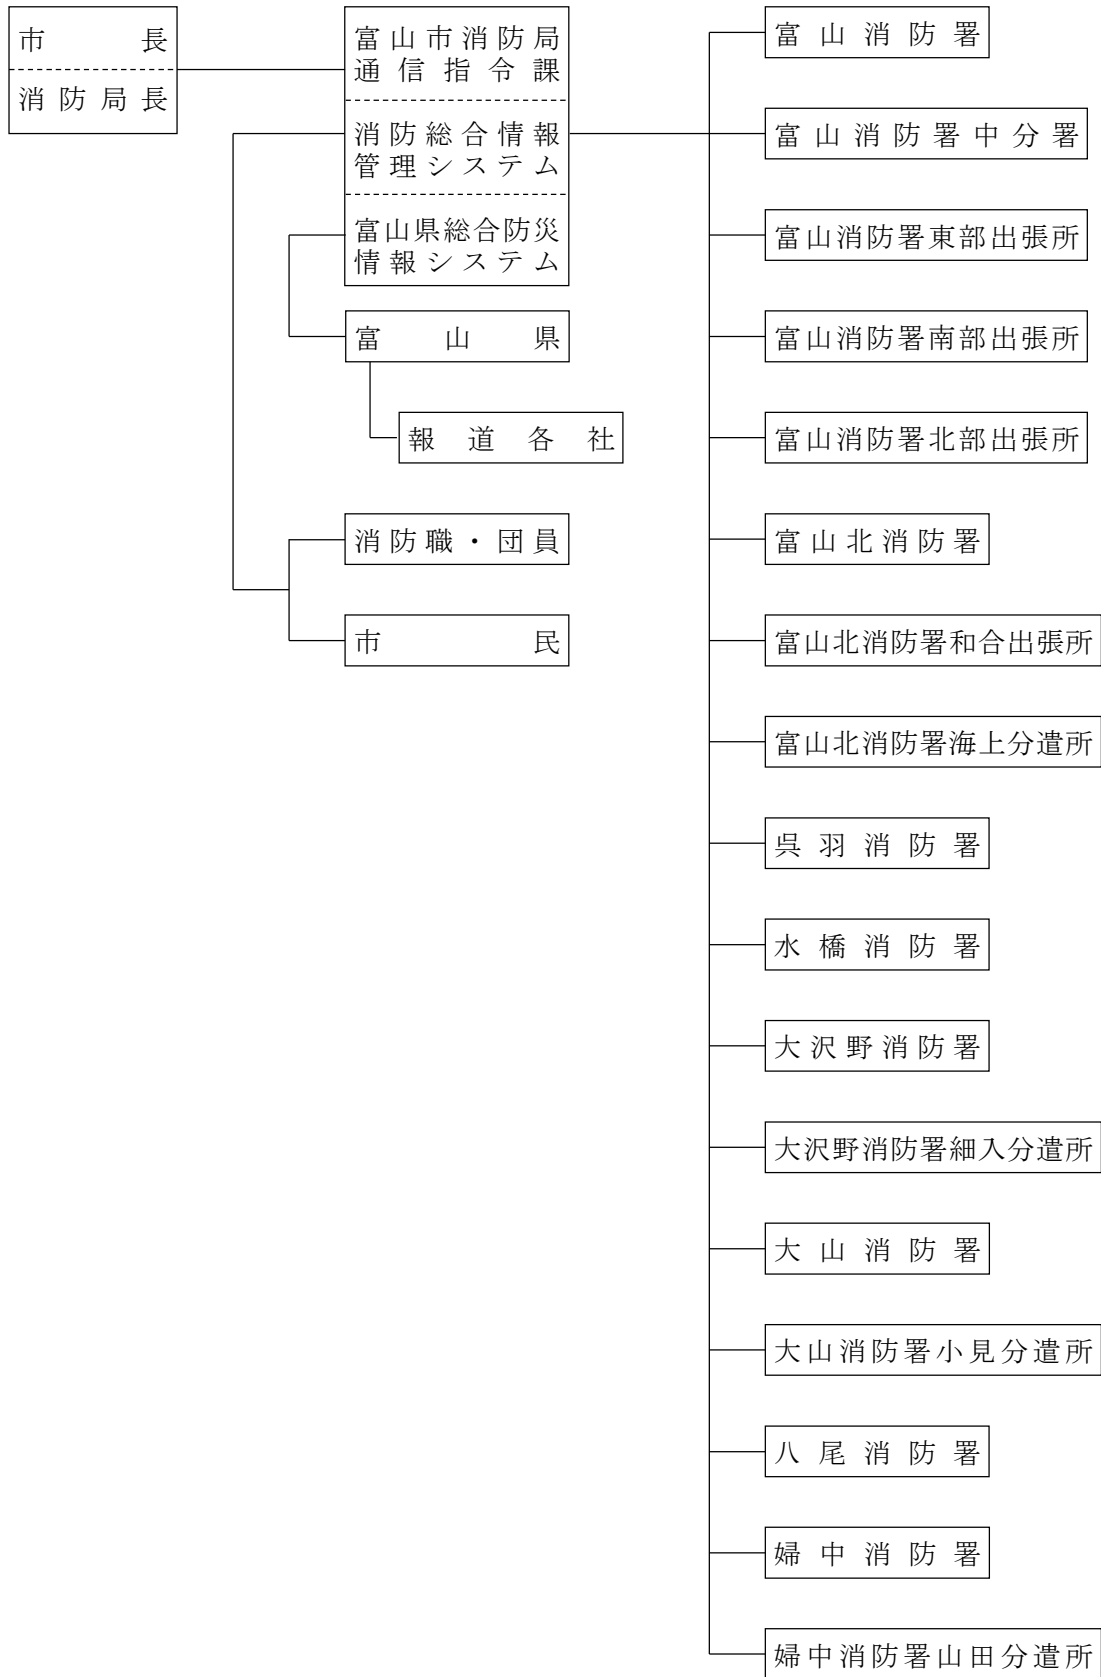 市長
消防局長
富山市消防局
通信指令課
消防総合情報
管理システム
富山県総合防災
情報システム
富山県
報道各社
消防職・団員
市民
富山消防署
富山消防署中分署
富山消防署東部出張所
富山消防署南部出張所
富山消防署北部出張所
富山北消防署
富山北消防署和合出張所
富山北消防署海上分遣所
呉羽消防署
水橋消防署
大沢野消防署
大沢野消防署細入分遣所
大山消防署
大山消防署小見分遣所
八尾消防署
婦中消防署
婦中消防署山田分遣所